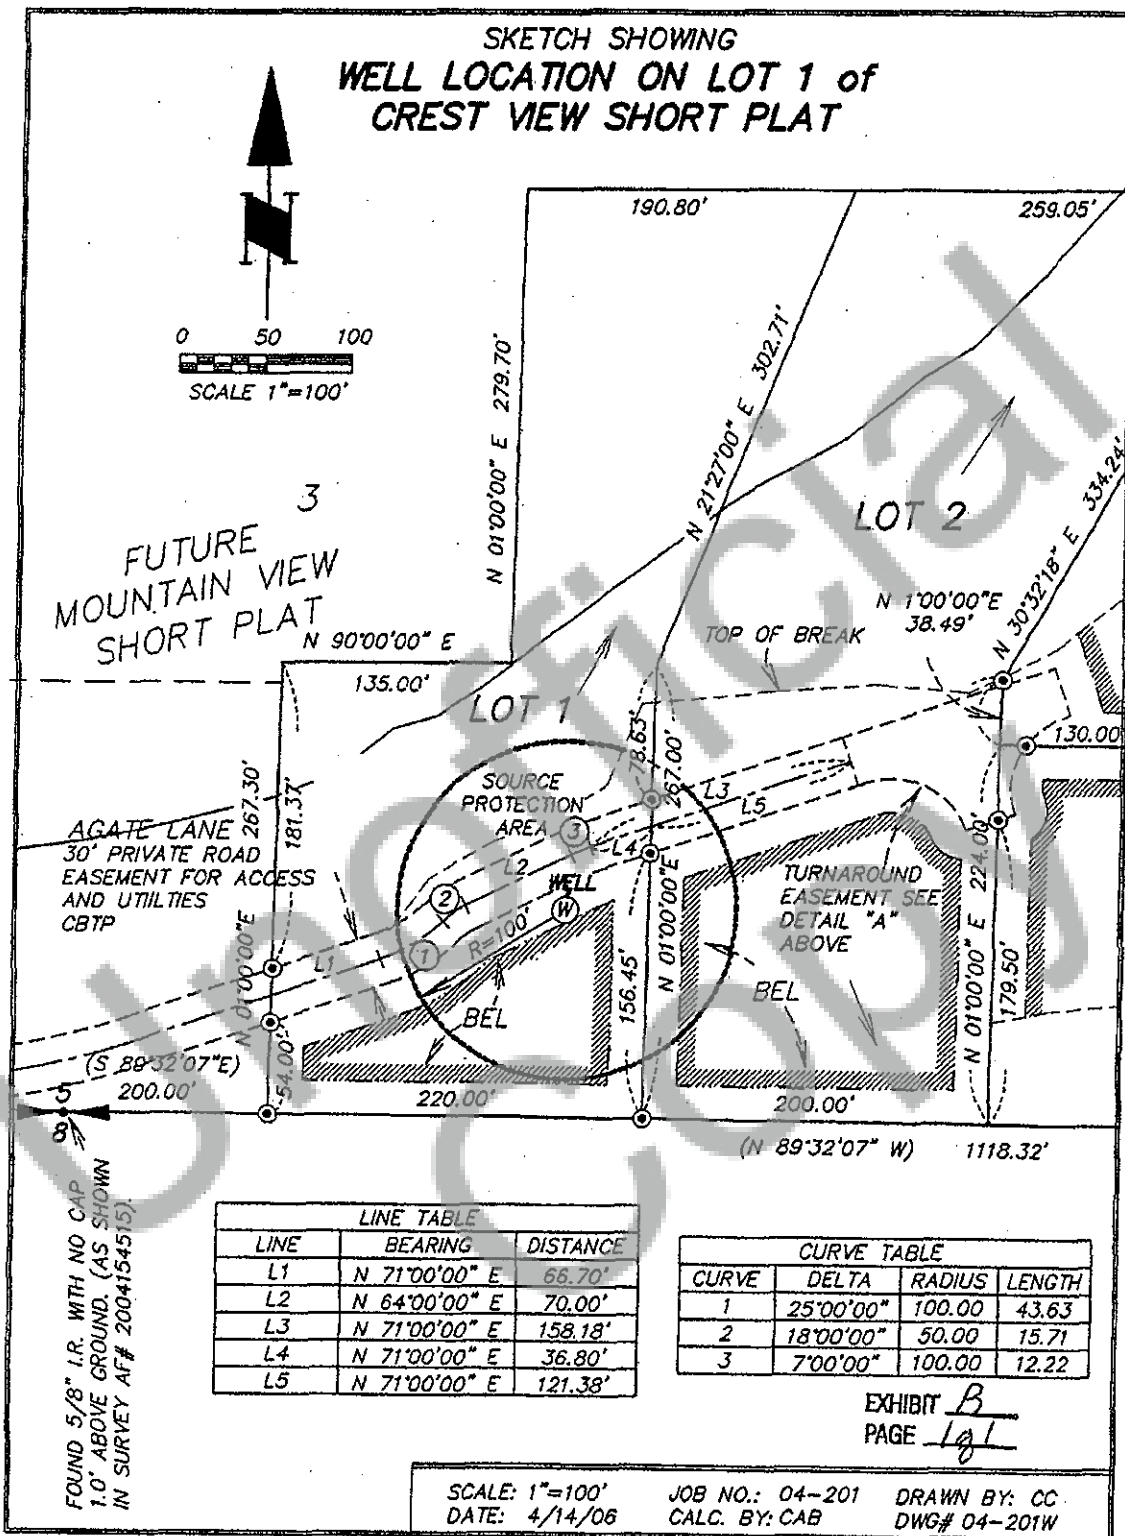 SKETCH SHOWING
WELL LOCATION ON LOT 1 of
CREST VIEW SHORT PLAT
N
0 50 100
SCALE 1"=100'
190.80'
259.05'
N 01°00'00" E 279.70'
N 21°27'00" E 302.71'
N 30°32'18" E 334.24'
3
FUTURE
MOUNTAIN VIEW
SHORT PLAT
LOT 2
N 1°00'00"E
38.49'
TOP OF BREAK
N 90°00'00" E
135.00'
LOT 1
130.00
SOURCE
PROTECTION
AREA
78.63'
267.00'
N 01°00'00"E
267.30'
181.37'
N 01°00'00"E
AGATE LANE
30' PRIVATE ROAD
EASEMENT FOR ACCESS
AND UTIILTIES
CBTP
L1
L2
L3
L4
L5
1
2
3
WELL
W
R=100'
TURNAROUND
EASEMENT SEE
DETAIL "A"
ABOVE
BEL
BEL
156.45'
N 01°00'00" E 224.00'
179.50'
54.00'
(S 89°32'07"E)
200.00'
220.00'
200.00'
5
8
(N 89°32'07" W) 1118.32'
FOUND 5/8" I.R. WITH NO CAP
1.0' ABOVE GROUND. (AS SHOWN
IN SURVEY AF# 2004154515).
LINE TABLE
LINE BEARING DISTANCE
L1 N 71°00'00" E 66.70'
L2 N 64°00'00" E 70.00'
L3 N 71°00'00" E 158.18'
L4 N 71°00'00" E 36.80'
L5 N 71°00'00" E 121.38'
CURVE TABLE
CURVE DELTA RADIUS LENGTH
1 25°00'00" 100.00 43.63
2 18°00'00" 50.00 15.71
3 7°00'00" 100.00 12.22
EXHIBIT B
PAGE 1 of 1
SCALE: 1"=100' JOB NO.: 04-201 DRAWN BY: CC
DATE: 4/14/06 CALC. BY: CAB DWG# 04-201W
Unofficial
Copy